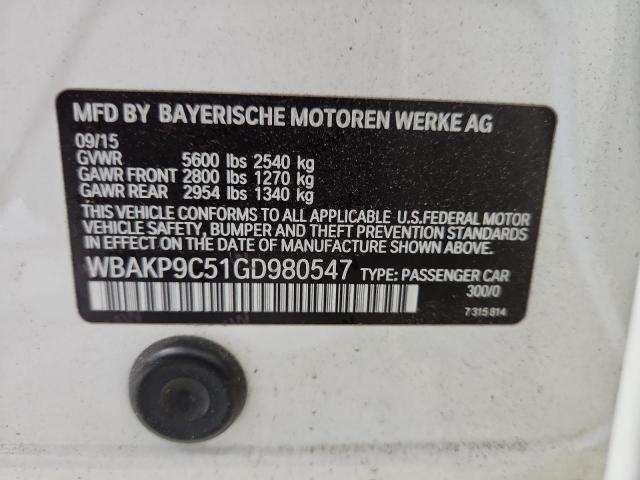 MFD BY BAYERISCHE MOTOREN WERKE AG
09/15
GVWR 5600 lbs 2540 kg
GAWR FRONT 2800 lbs 1270 kg
GAWR REAR 2954 lbs 1340 kg
THIS VEHICLE CONFORMS TO ALL APPLICABLE U.S.FEDERAL MOTOR
VEHICLE SAFETY, BUMPER AND THEFT PREVENTION STANDARDS
IN EFFECT ON THE DATE OF MANUFACTURE SHOWN ABOVE.
WBAKP9C51GD980547 TYPE: PASSENGER CAR
300/0
7 315 814